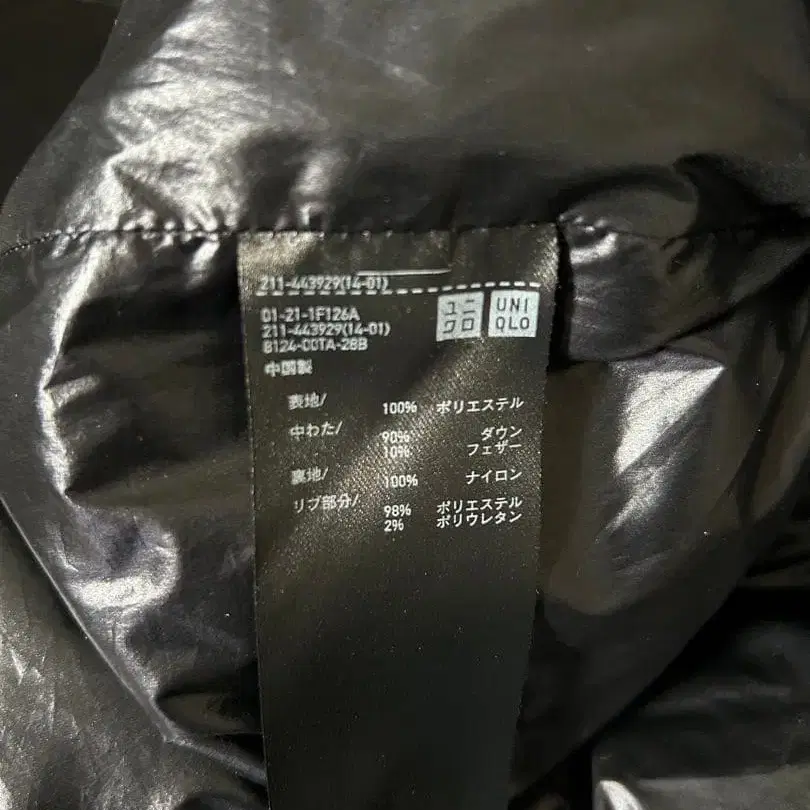 211-443929(14-01)
01-21-1F126A
211-443929(14-01)
8124-CCTA-28B
ユニ
クロ
UNI
QLO
中国製
表地/ 100% ポリエステル
中わた/ 90% ダウン
10% フェザー
裏地/ 100% ナイロン
リブ部分/ 98% ポリエステル
2% ポリウレタン